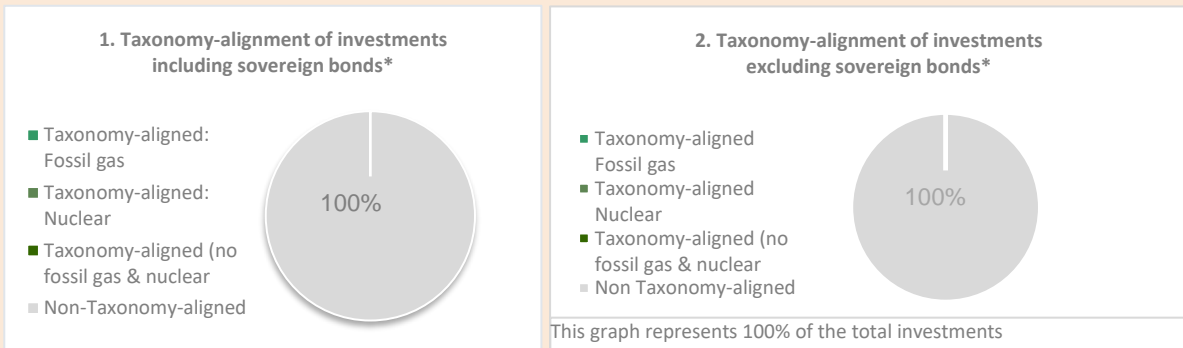 1. Taxonomy-alignment of investments
including sovereign bonds*
Taxonomy-aligned:
Fossil gas
Taxonomy-aligned:
Nuclear
Taxonomy-aligned (no
fossil gas & nuclear
Non-Taxonomy-aligned
100%
2. Taxonomy-alignment of investments
excluding sovereign bonds*
Taxonomy-aligned
Fossil gas
Taxonomy-aligned
Nuclear
Taxonomy-aligned (no
fossil gas & nuclear
Non Taxonomy-aligned
100%
This graph represents 100% of the total investments